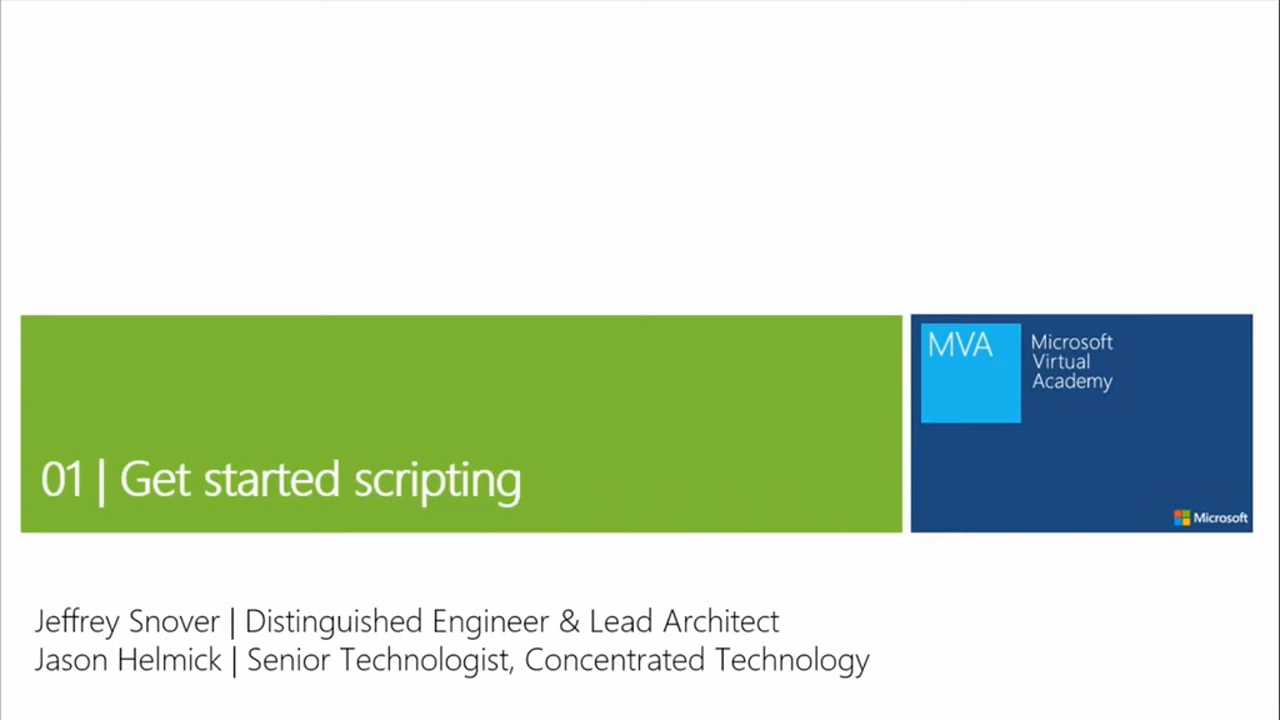 01 | Get started scripting
MVA
Microsoft
Virtual
Academy
Microsoft
Jeffrey Snover | Distinguished Engineer & Lead Architect
Jason Helmick | Senior Technologist, Concentrated Technology